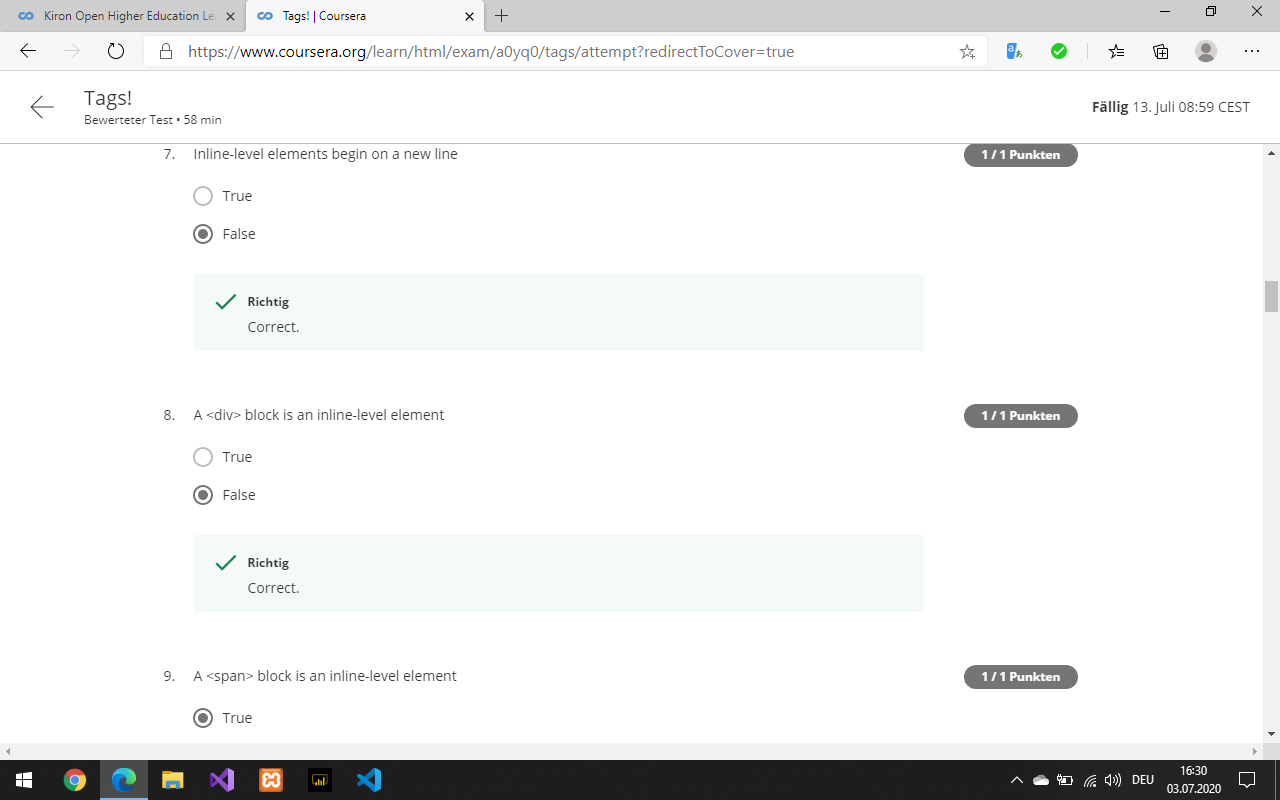 Kiron Open Higher Education Le
Tags! | Coursera
https://www.coursera.org/learn/html/exam/a0yq0/tags/attempt?redirectToCover=true
Tags!
Bewerteter Test • 58 min
Fällig 13. Juli 08:59 CEST
7. Inline-level elements begin on a new line
1 / 1 Punkten
True
False
Richtig
Correct.
8. A <div> block is an inline-level element
1 / 1 Punkten
True
False
Richtig
Correct.
9. A <span> block is an inline-level element
1 / 1 Punkten
True
DEU
16:30
03.07.2020